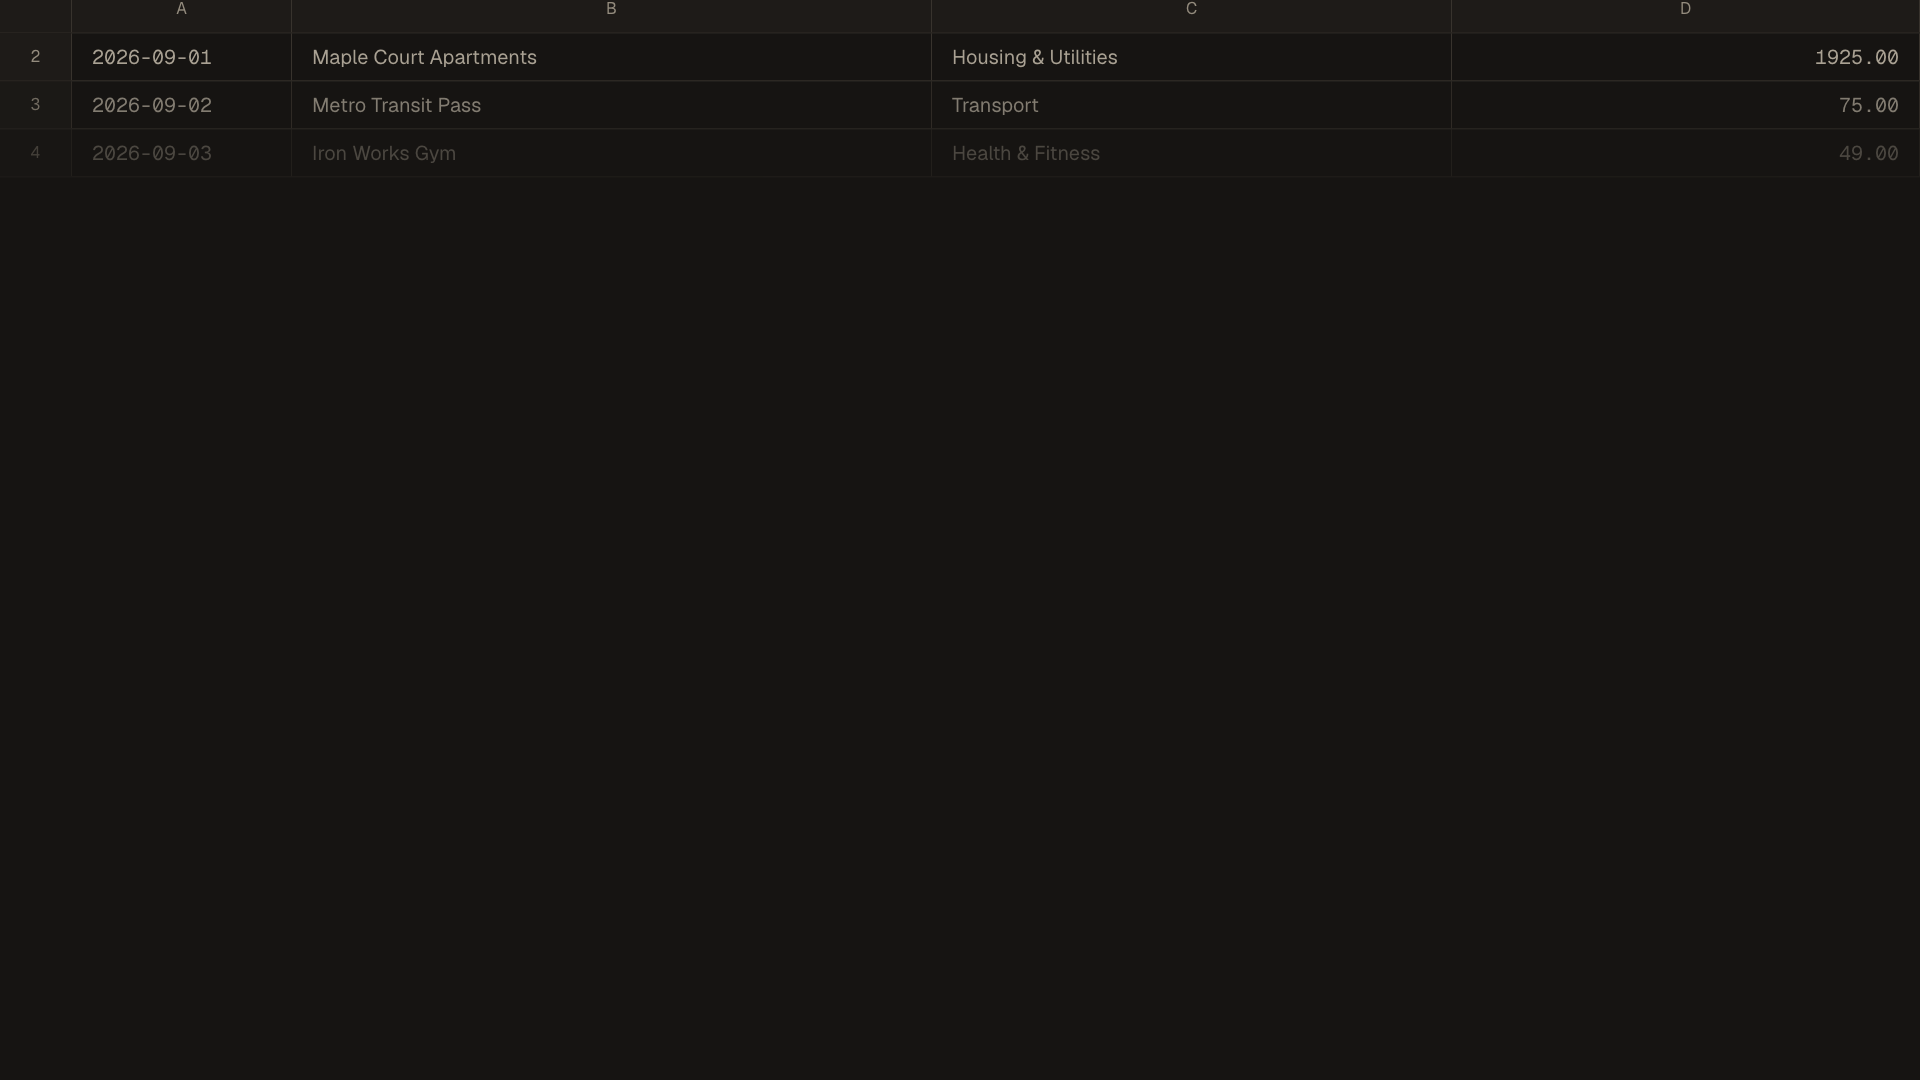 A B C D
2 2026-09-01 Maple Court Apartments Housing & Utilities 1925.00
3 2026-09-02 Metro Transit Pass Transport 75.00
4 2026-09-03 Iron Works Gym Health & Fitness 49.00